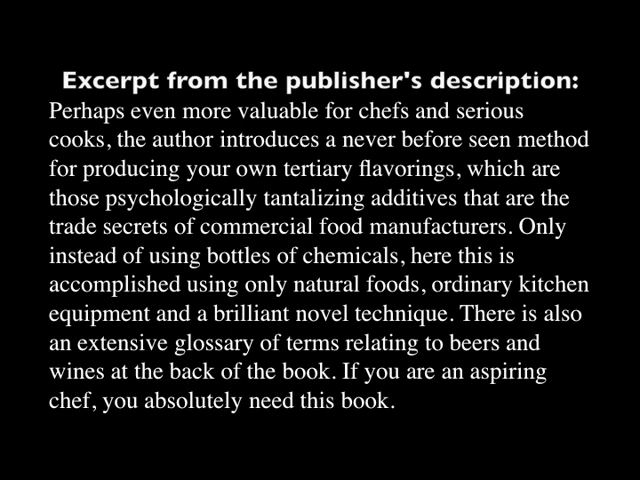 Excerpt from the publisher's description:
Perhaps even more valuable for chefs and serious
cooks, the author introduces a never before seen method
for producing your own tertiary flavorings, which are
those psychologically tantalizing additives that are the
trade secrets of commercial food manufacturers. Only
instead of using bottles of chemicals, here this is
accomplished using only natural foods, ordinary kitchen
equipment and a brilliant novel technique. There is also
an extensive glossary of terms relating to beers and
wines at the back of the book. If you are an aspiring
chef, you absolutely need this book.